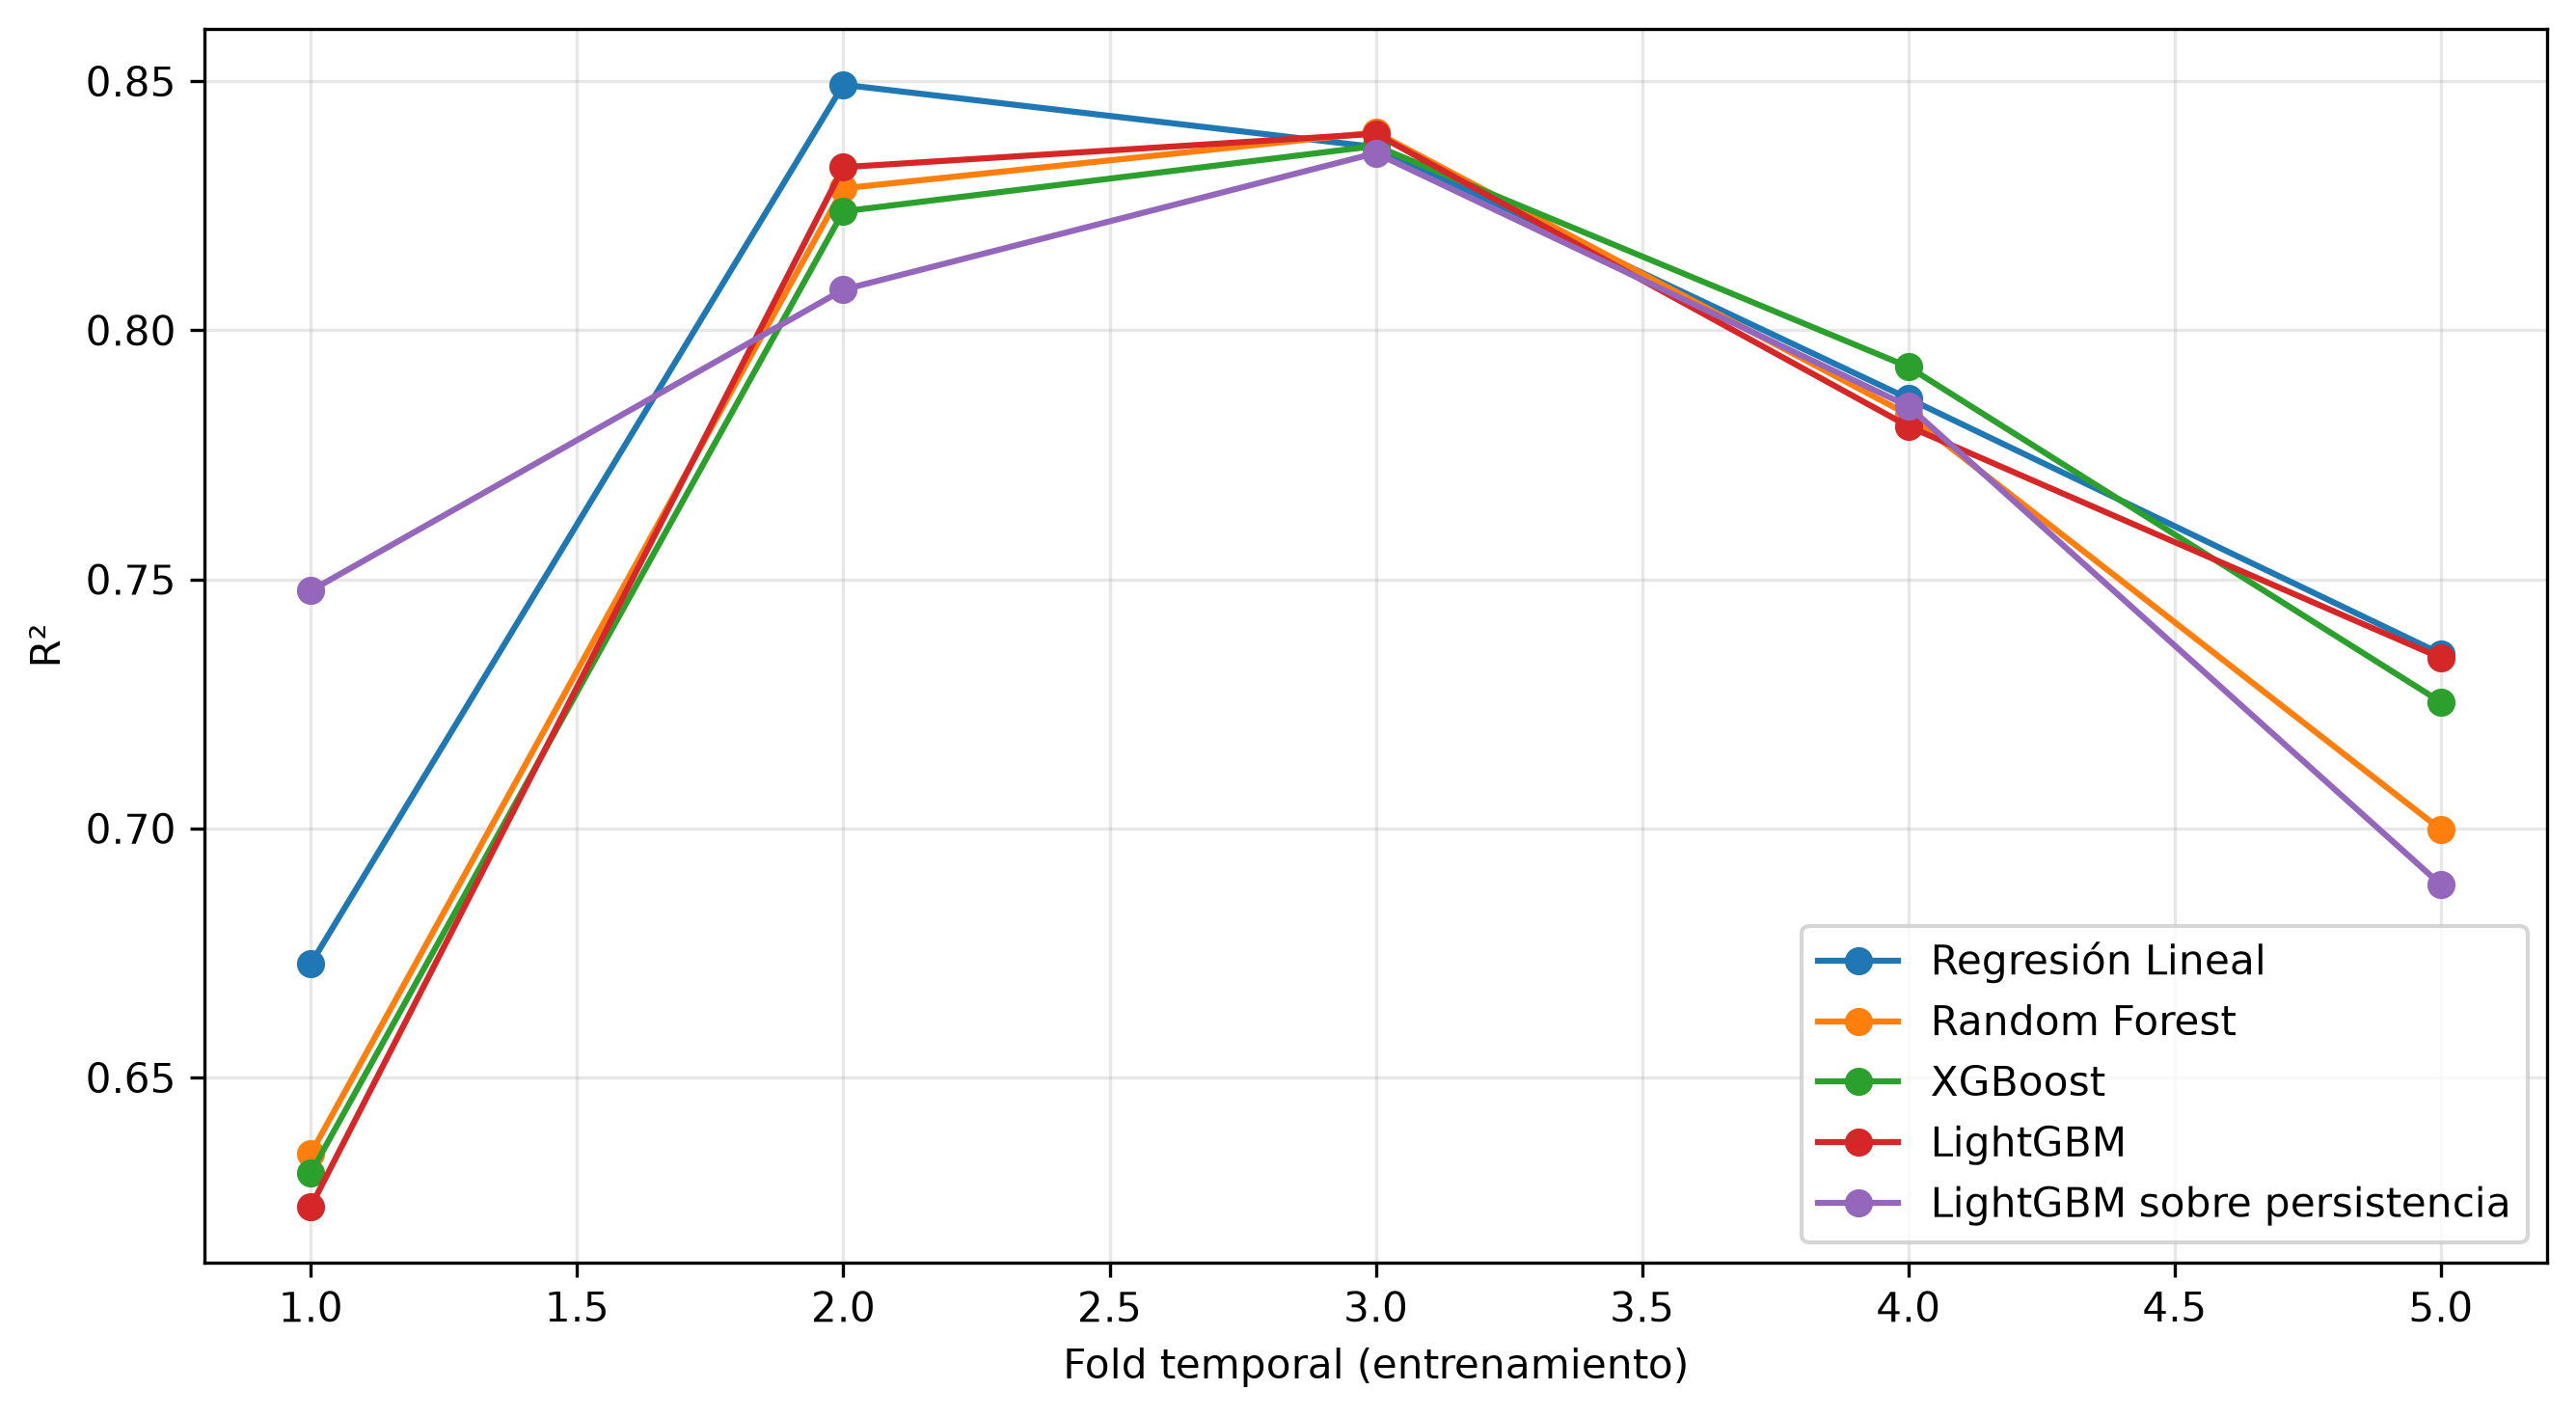 0.85
0.80
0.75
0.70
0.65
R²
1.0 1.5 2.0 2.5 3.0 3.5 4.0 4.5 5.0
Fold temporal (entrenamiento)
Regresión Lineal
Random Forest
XGBoost
LightGBM
LightGBM sobre persistencia